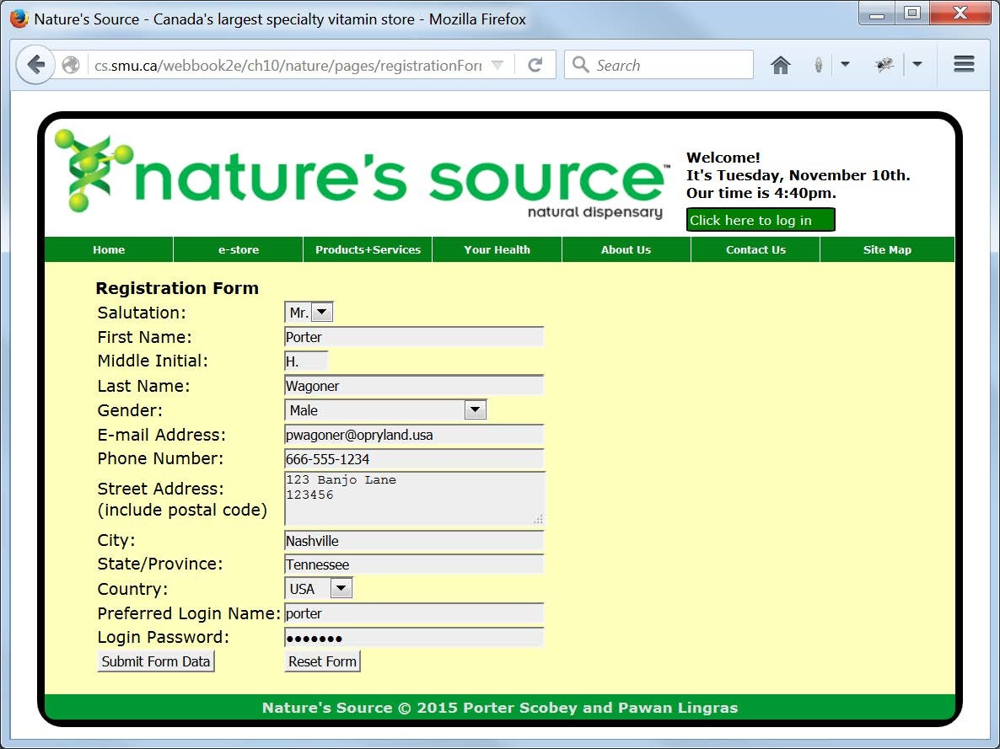 Nature's Source - Canada's largest specialty vitamin store - Mozilla Firefox
cs.smu.ca/webbook2e/ch10/nature/pages/registrationForm
Search
nature's source™
natural dispensary
Welcome!
It's Tuesday, November 10th.
Our time is 4:40pm.
Click here to log in
Home e-store Products+Services Your Health About Us Contact Us Site Map
Registration Form
Salutation: Mr.
First Name: Porter
Middle Initial: H.
Last Name: Wagoner
Gender: Male
E-mail Address: pwagoner@opryland.usa
Phone Number: 666-555-1234
Street Address: 123 Banjo Lane
(include postal code) 123456
City: Nashville
State/Province: Tennessee
Country: USA
Preferred Login Name: porter
Login Password: ●●●●●●●
Submit Form Data Reset Form
Nature's Source © 2015 Porter Scobey and Pawan Lingras